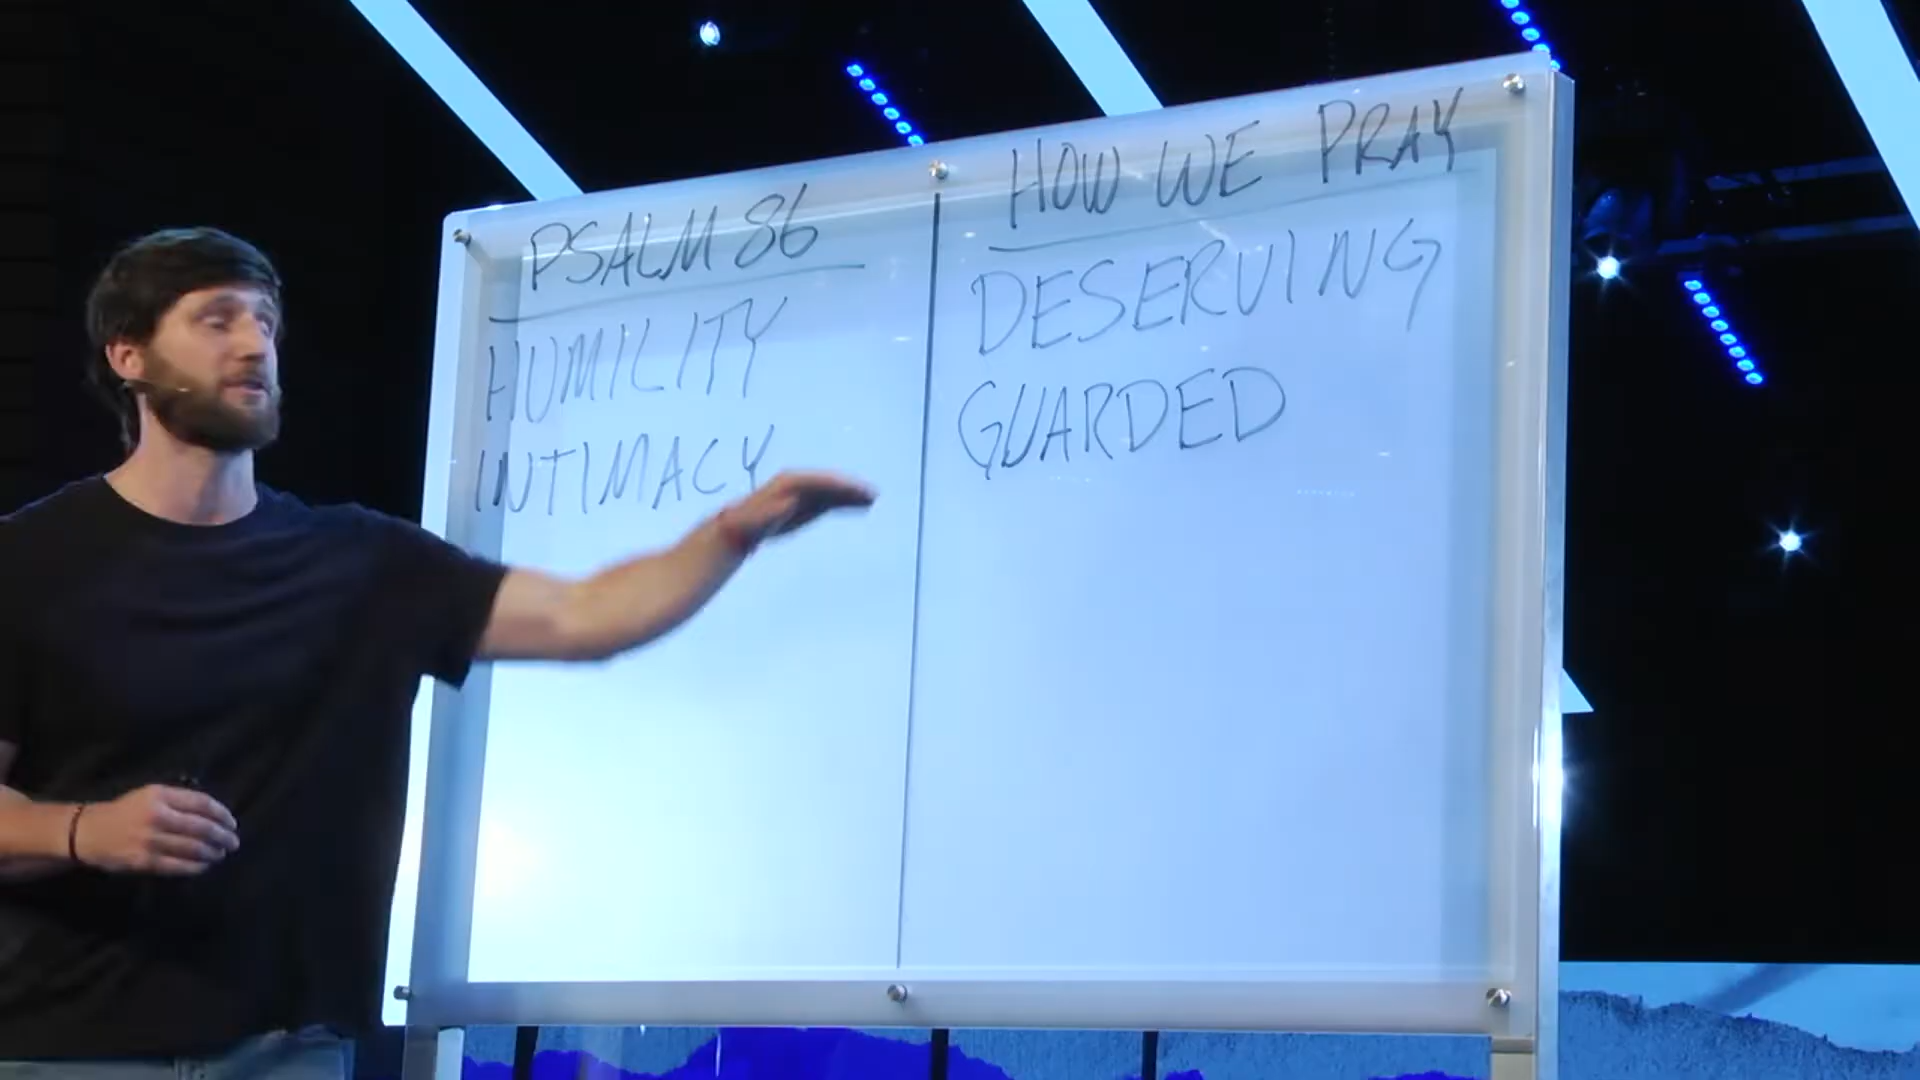 PSALM 86
HUMILITY
INTIMACY
HOW WE PRAY
DESERVING
GUARDED